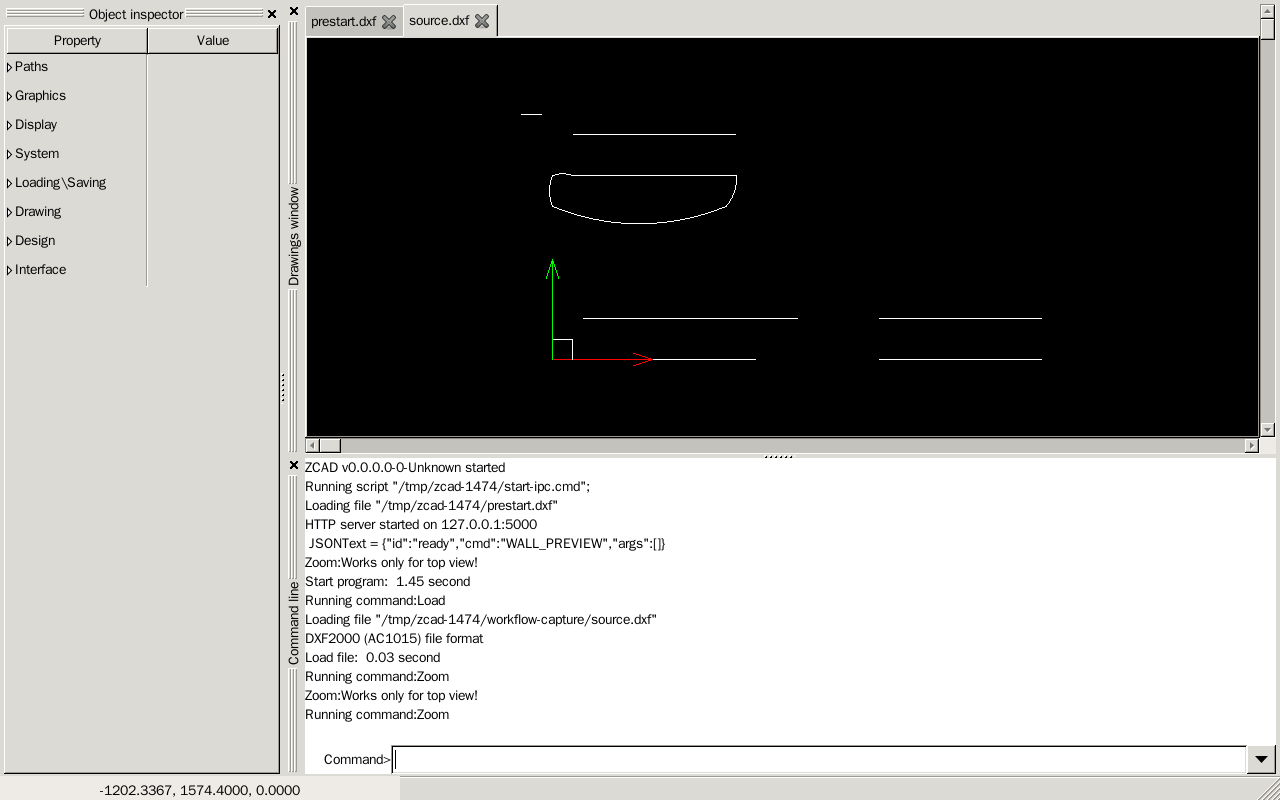 Object inspector
Property Value
Paths
Graphics
Display
System
Loading\Saving
Drawing
Design
Interface
Drawings window
prestart.dxf source.dxf
Command line
ZCAD v0.0.0.0-0-Unknown started
Running script "/tmp/zcad-1474/start-ipc.cmd";
Loading file "/tmp/zcad-1474/prestart.dxf"
HTTP server started on 127.0.0.1:5000
JSONText = {"id":"ready","cmd":"WALL_PREVIEW","args":[]}
Zoom:Works only for top view!
Start program:  1.45 second
Running command:Load
Loading file "/tmp/zcad-1474/workflow-capture/source.dxf"
DXF2000 (AC1015) file format
Load file:  0.03 second
Running command:Zoom
Zoom:Works only for top view!
Running command:Zoom
Command>
-1202.3367, 1574.4000, 0.0000